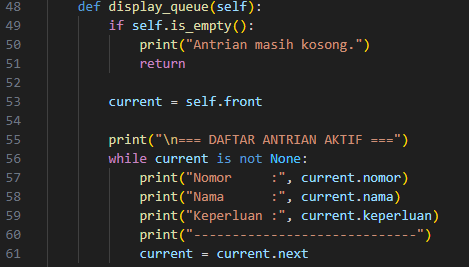 48 def display_queue(self):
49 if self.is_empty():
50 print("Antrian masih kosong.")
51 return
52
53 current = self.front
54
55 print("\n=== DAFTAR ANTRIAN AKTIF ===")
56 while current is not None:
57 print("Nomor     :", current.nomor)
58 print("Nama      :", current.nama)
59 print("Keperluan :", current.keperluan)
60 print("-----------------------------")
61 current = current.next